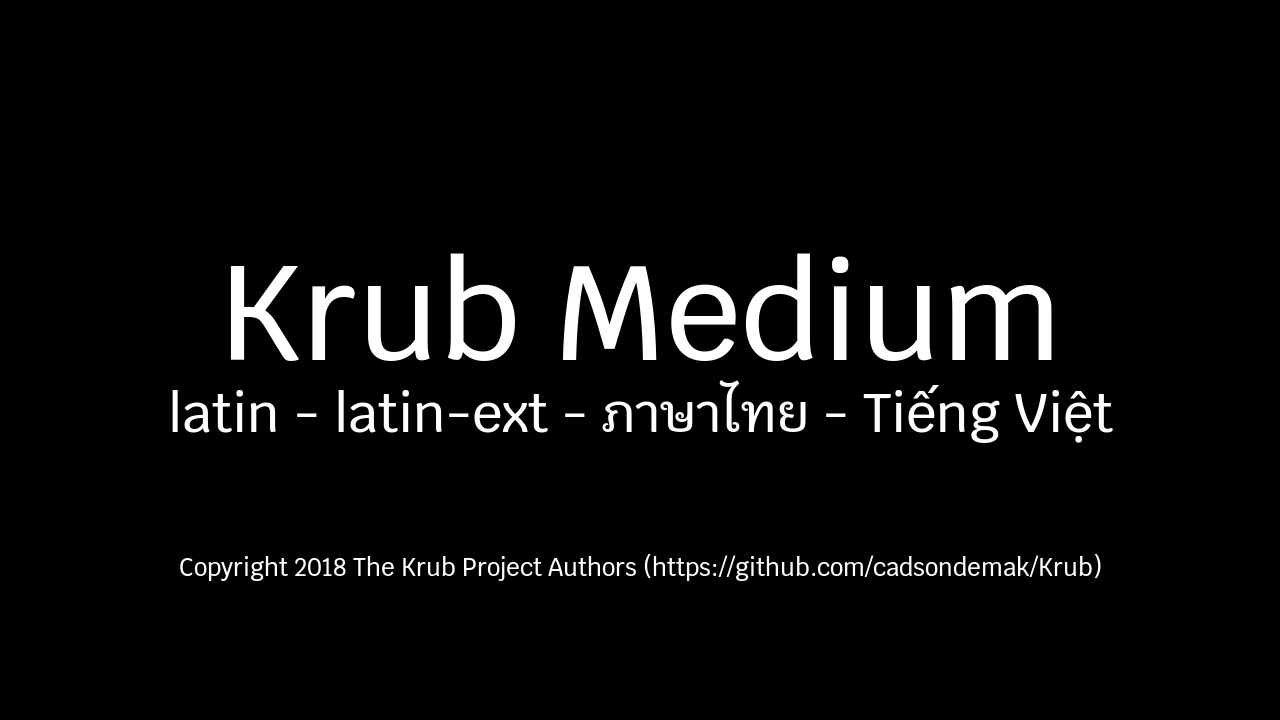 Krub Medium
latin - latin-ext - ภาษาไทย - Tiếng Việt
Copyright 2018 The Krub Project Authors (https://github.com/cadsondemak/Krub)